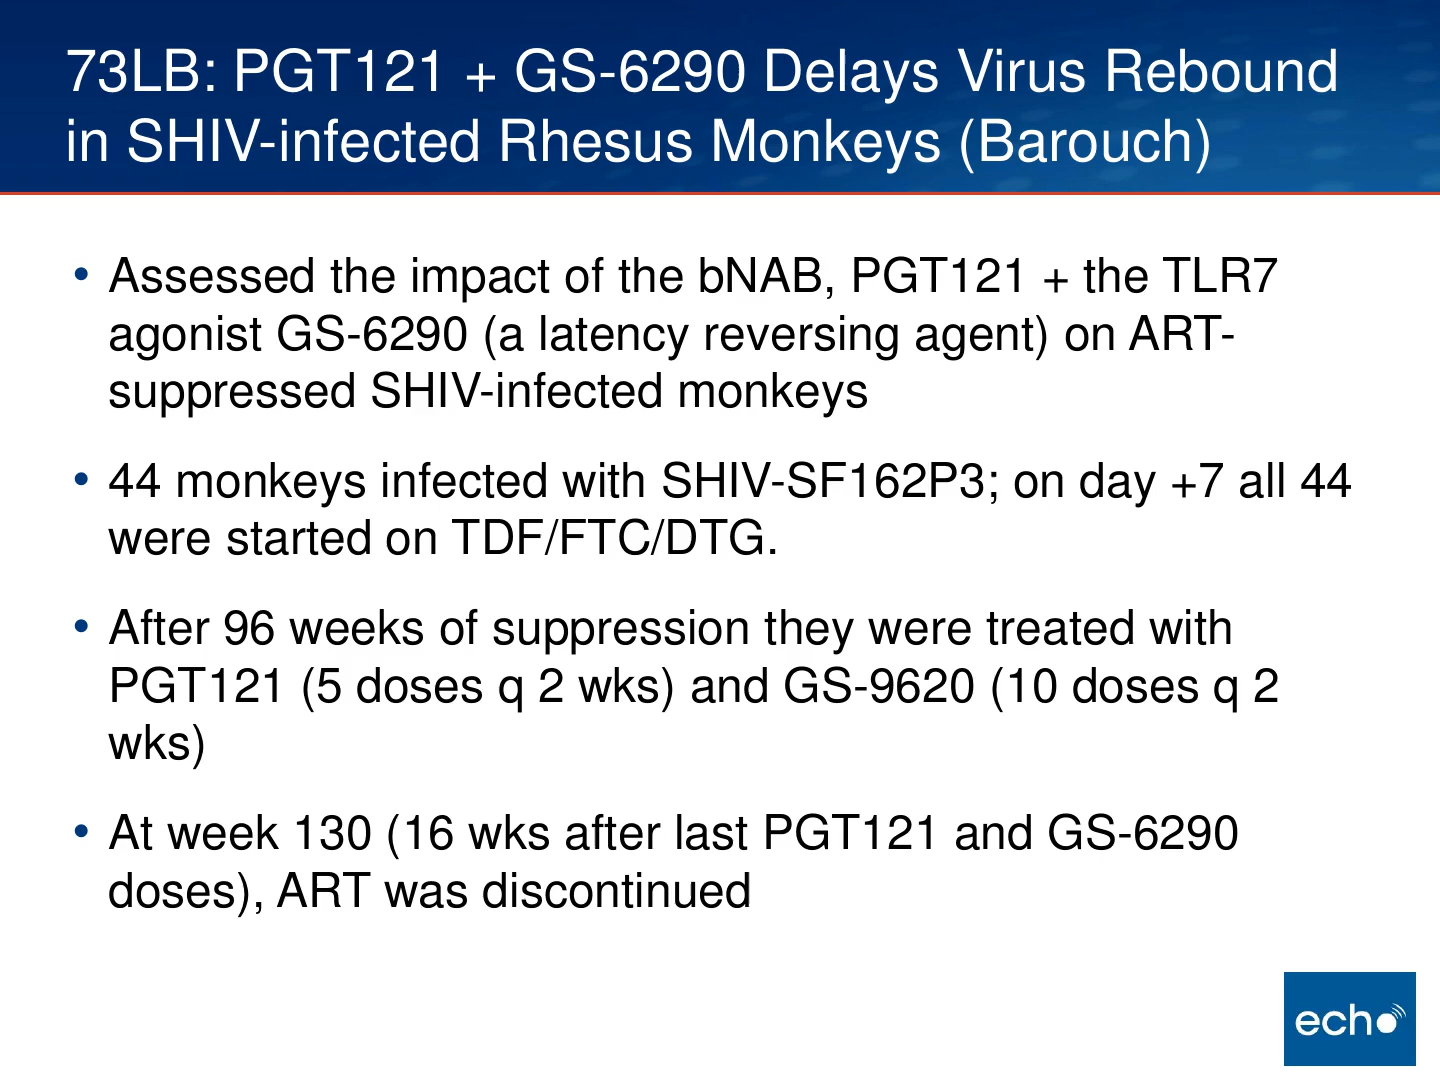 73LB: PGT121 + GS-6290 Delays Virus Rebound
in SHIV-infected Rhesus Monkeys (Barouch)
• Assessed the impact of the bNAB, PGT121 + the TLR7
agonist GS-6290 (a latency reversing agent) on ART-
suppressed SHIV-infected monkeys
• 44 monkeys infected with SHIV-SF162P3; on day +7 all 44
were started on TDF/FTC/DTG.
• After 96 weeks of suppression they were treated with
PGT121 (5 doses q 2 wks) and GS-9620 (10 doses q 2
wks)
• At week 130 (16 wks after last PGT121 and GS-6290
doses), ART was discontinued
echo